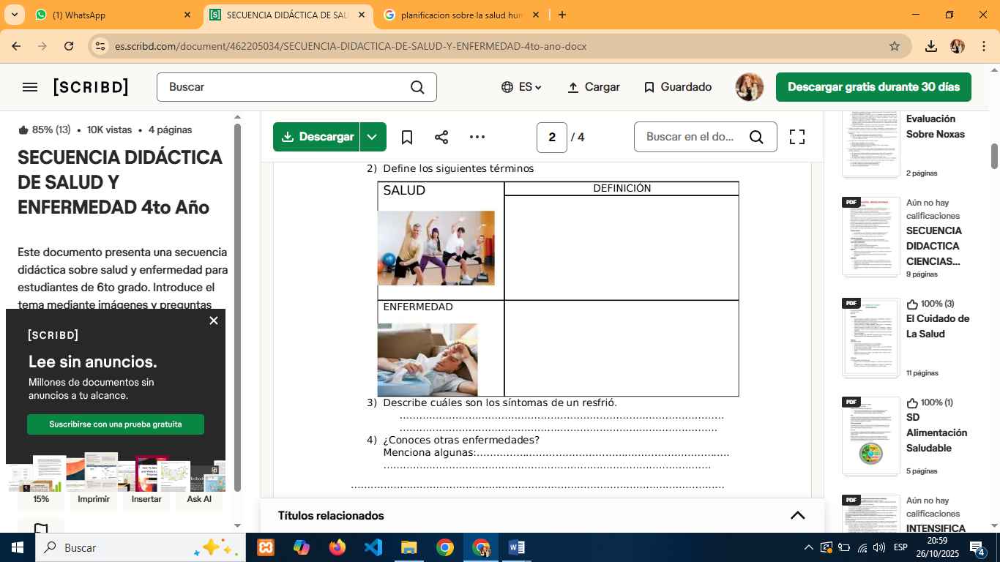 (1) WhatsApp
SECUENCIA DIDÁCTICA DE SAL
planificacion sobre la salud hum
es.scribd.com/document/462205034/SECUENCIA-DIDACTICA-DE-SALUD-Y-ENFERMEDAD-4to-ano-docx
[SCRIBD]
Buscar
ES
Cargar
Guardado
Descargar gratis durante 30 días
85% (13) • 10K vistas • 4 páginas
SECUENCIA DIDÁCTICA
DE SALUD Y
ENFERMEDAD 4to Año
Este documento presenta una secuencia
didáctica sobre salud y enfermedad para
estudiantes de 6to grado. Introduce el
tema mediante imágenes y preguntas
[SCRIBD]
Lee sin anuncios.
Millones de documentos sin
anuncios a tu alcance.
Suscribirse con una prueba gratuita
15%
Imprimir
Insertar
Ask AI
Descargar
2 / 4
Buscar en el do...
2) Define los siguientes términos
SALUD
DEFINICIÓN
ENFERMEDAD
3) Describe cuáles son los síntomas de un resfrió.
4) ¿Conoces otras enfermedades?
Menciona algunas:
Títulos relacionados
Evaluación
Sobre Noxas
2 páginas
PDF
Aún no hay
calificaciones
SECUENCIA
DIDACTICA
CIENCIAS...
9 páginas
PDF
100% (3)
El Cuidado de
La Salud
11 páginas
PDF
100% (1)
SD
Alimentación
Saludable
5 páginas
PDF
Aún no hay
calificaciones
INTENSIFICA
Buscar
ESP
20:59
26/10/2025
4